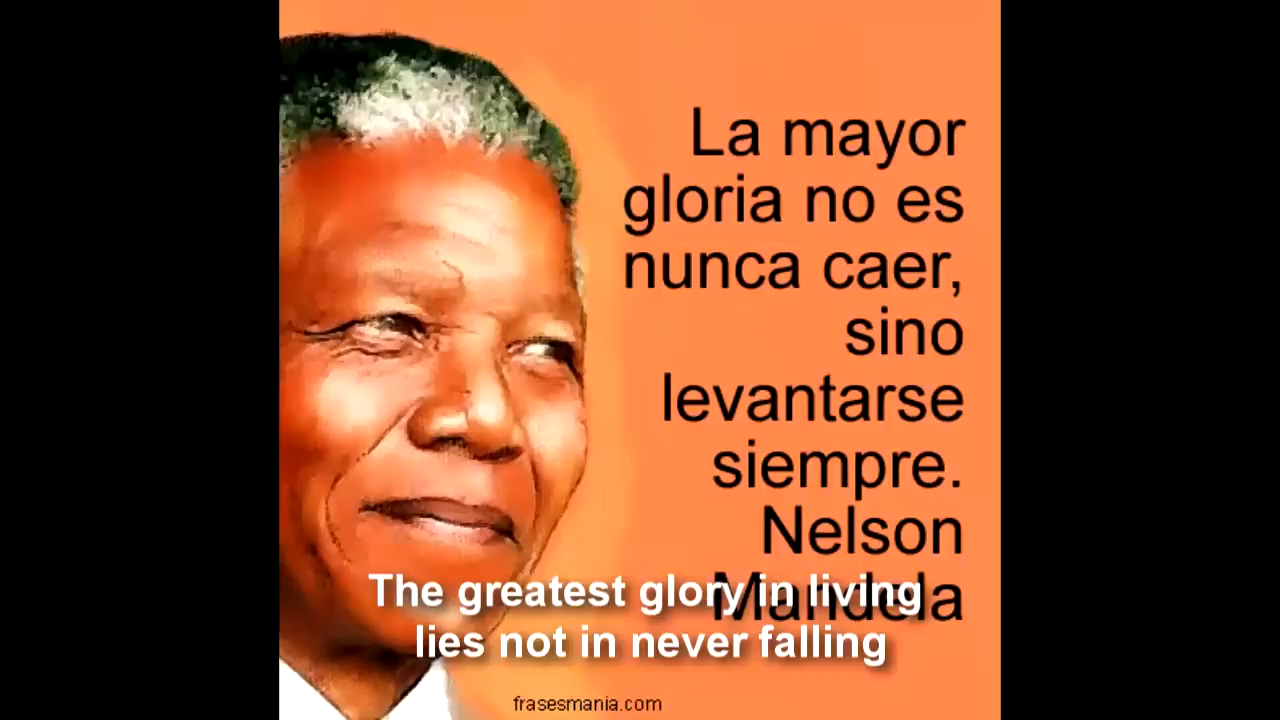 La mayor
gloria no es
nunca caer,
sino
levantarse
siempre.
Nelson
Mandela
The greatest glory in living
lies not in never falling
frasesmania.com